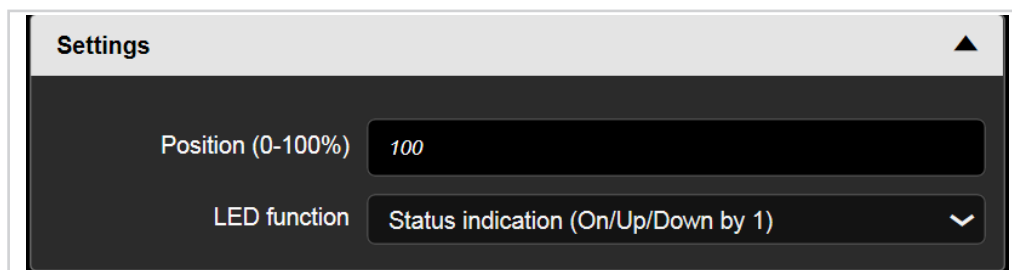 Settings
Position (0-100%) 100
LED function Status indication (On/Up/Down by 1)